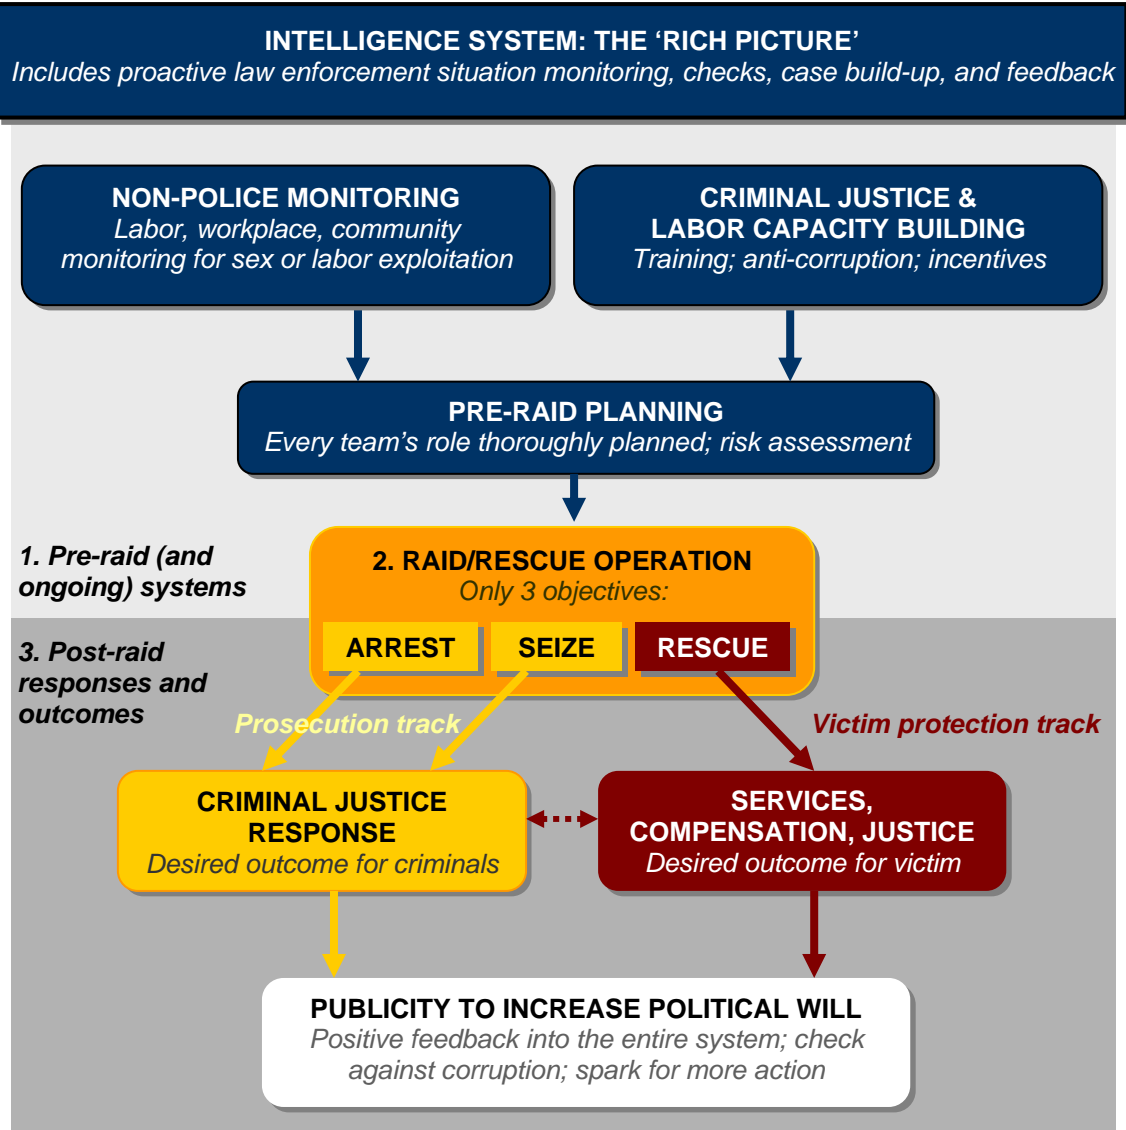 INTELLIGENCE SYSTEM: THE ‘RICH PICTURE’
Includes proactive law enforcement situation monitoring, checks, case build-up, and feedback
NON-POLICE MONITORING
Labor, workplace, community
monitoring for sex or labor exploitation
CRIMINAL JUSTICE &
LABOR CAPACITY BUILDING
Training; anti-corruption; incentives
PRE-RAID PLANNING
Every team’s role thoroughly planned; risk assessment
1. Pre-raid (and
ongoing) systems
2. RAID/RESCUE OPERATION
Only 3 objectives:
ARREST
SEIZE
RESCUE
3. Post-raid
responses and
outcomes
Prosecution track
Victim protection track
CRIMINAL JUSTICE
RESPONSE
Desired outcome for criminals
SERVICES,
COMPENSATION, JUSTICE
Desired outcome for victim
PUBLICITY TO INCREASE POLITICAL WILL
Positive feedback into the entire system; check
against corruption; spark for more action